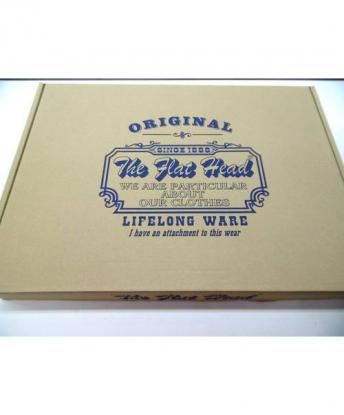 ORIGINAL
SINCE 1996
The Flat Head
WE ARE PARTICULAR
ABOUT
OUR CLOTHES
LIFELONG WARE
I have an attachment to this wear
The Flat Head